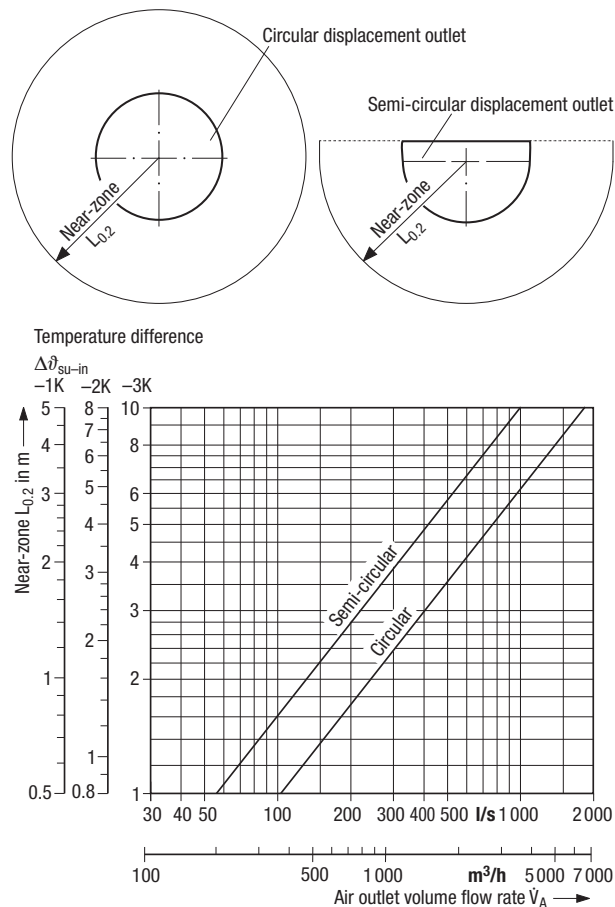 Circular displacement outlet
Semi-circular displacement outlet
Near-zone
L0.2
Near-zone
L0.2
Temperature difference
Δϑsu–in
–1K –2K –3K
Near-zone L0.2 in m
5
4
3
2
1
0.5
8
7
6
5
4
3
2
1
0.8
10
8
6
5
4
3
2
1
Semi-circular
Circular
30 40 50 100 200 300 400 500 l/s 1 000 2 000
100 500 1 000 m³/h 5 000 7 000
Air outlet volume flow rate V̇A